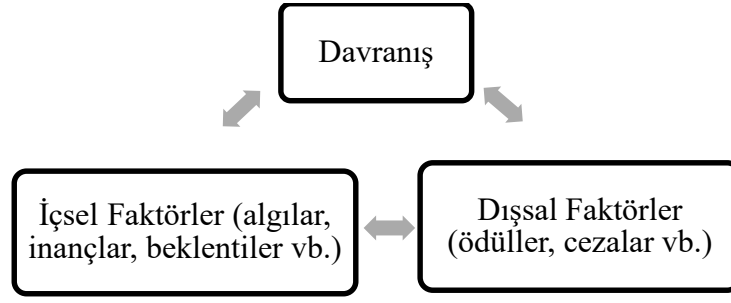 Davranış
İçsel Faktörler (algılar,
inançlar, beklentiler vb.)
Dışsal Faktörler
(ödüller, cezalar vb.)